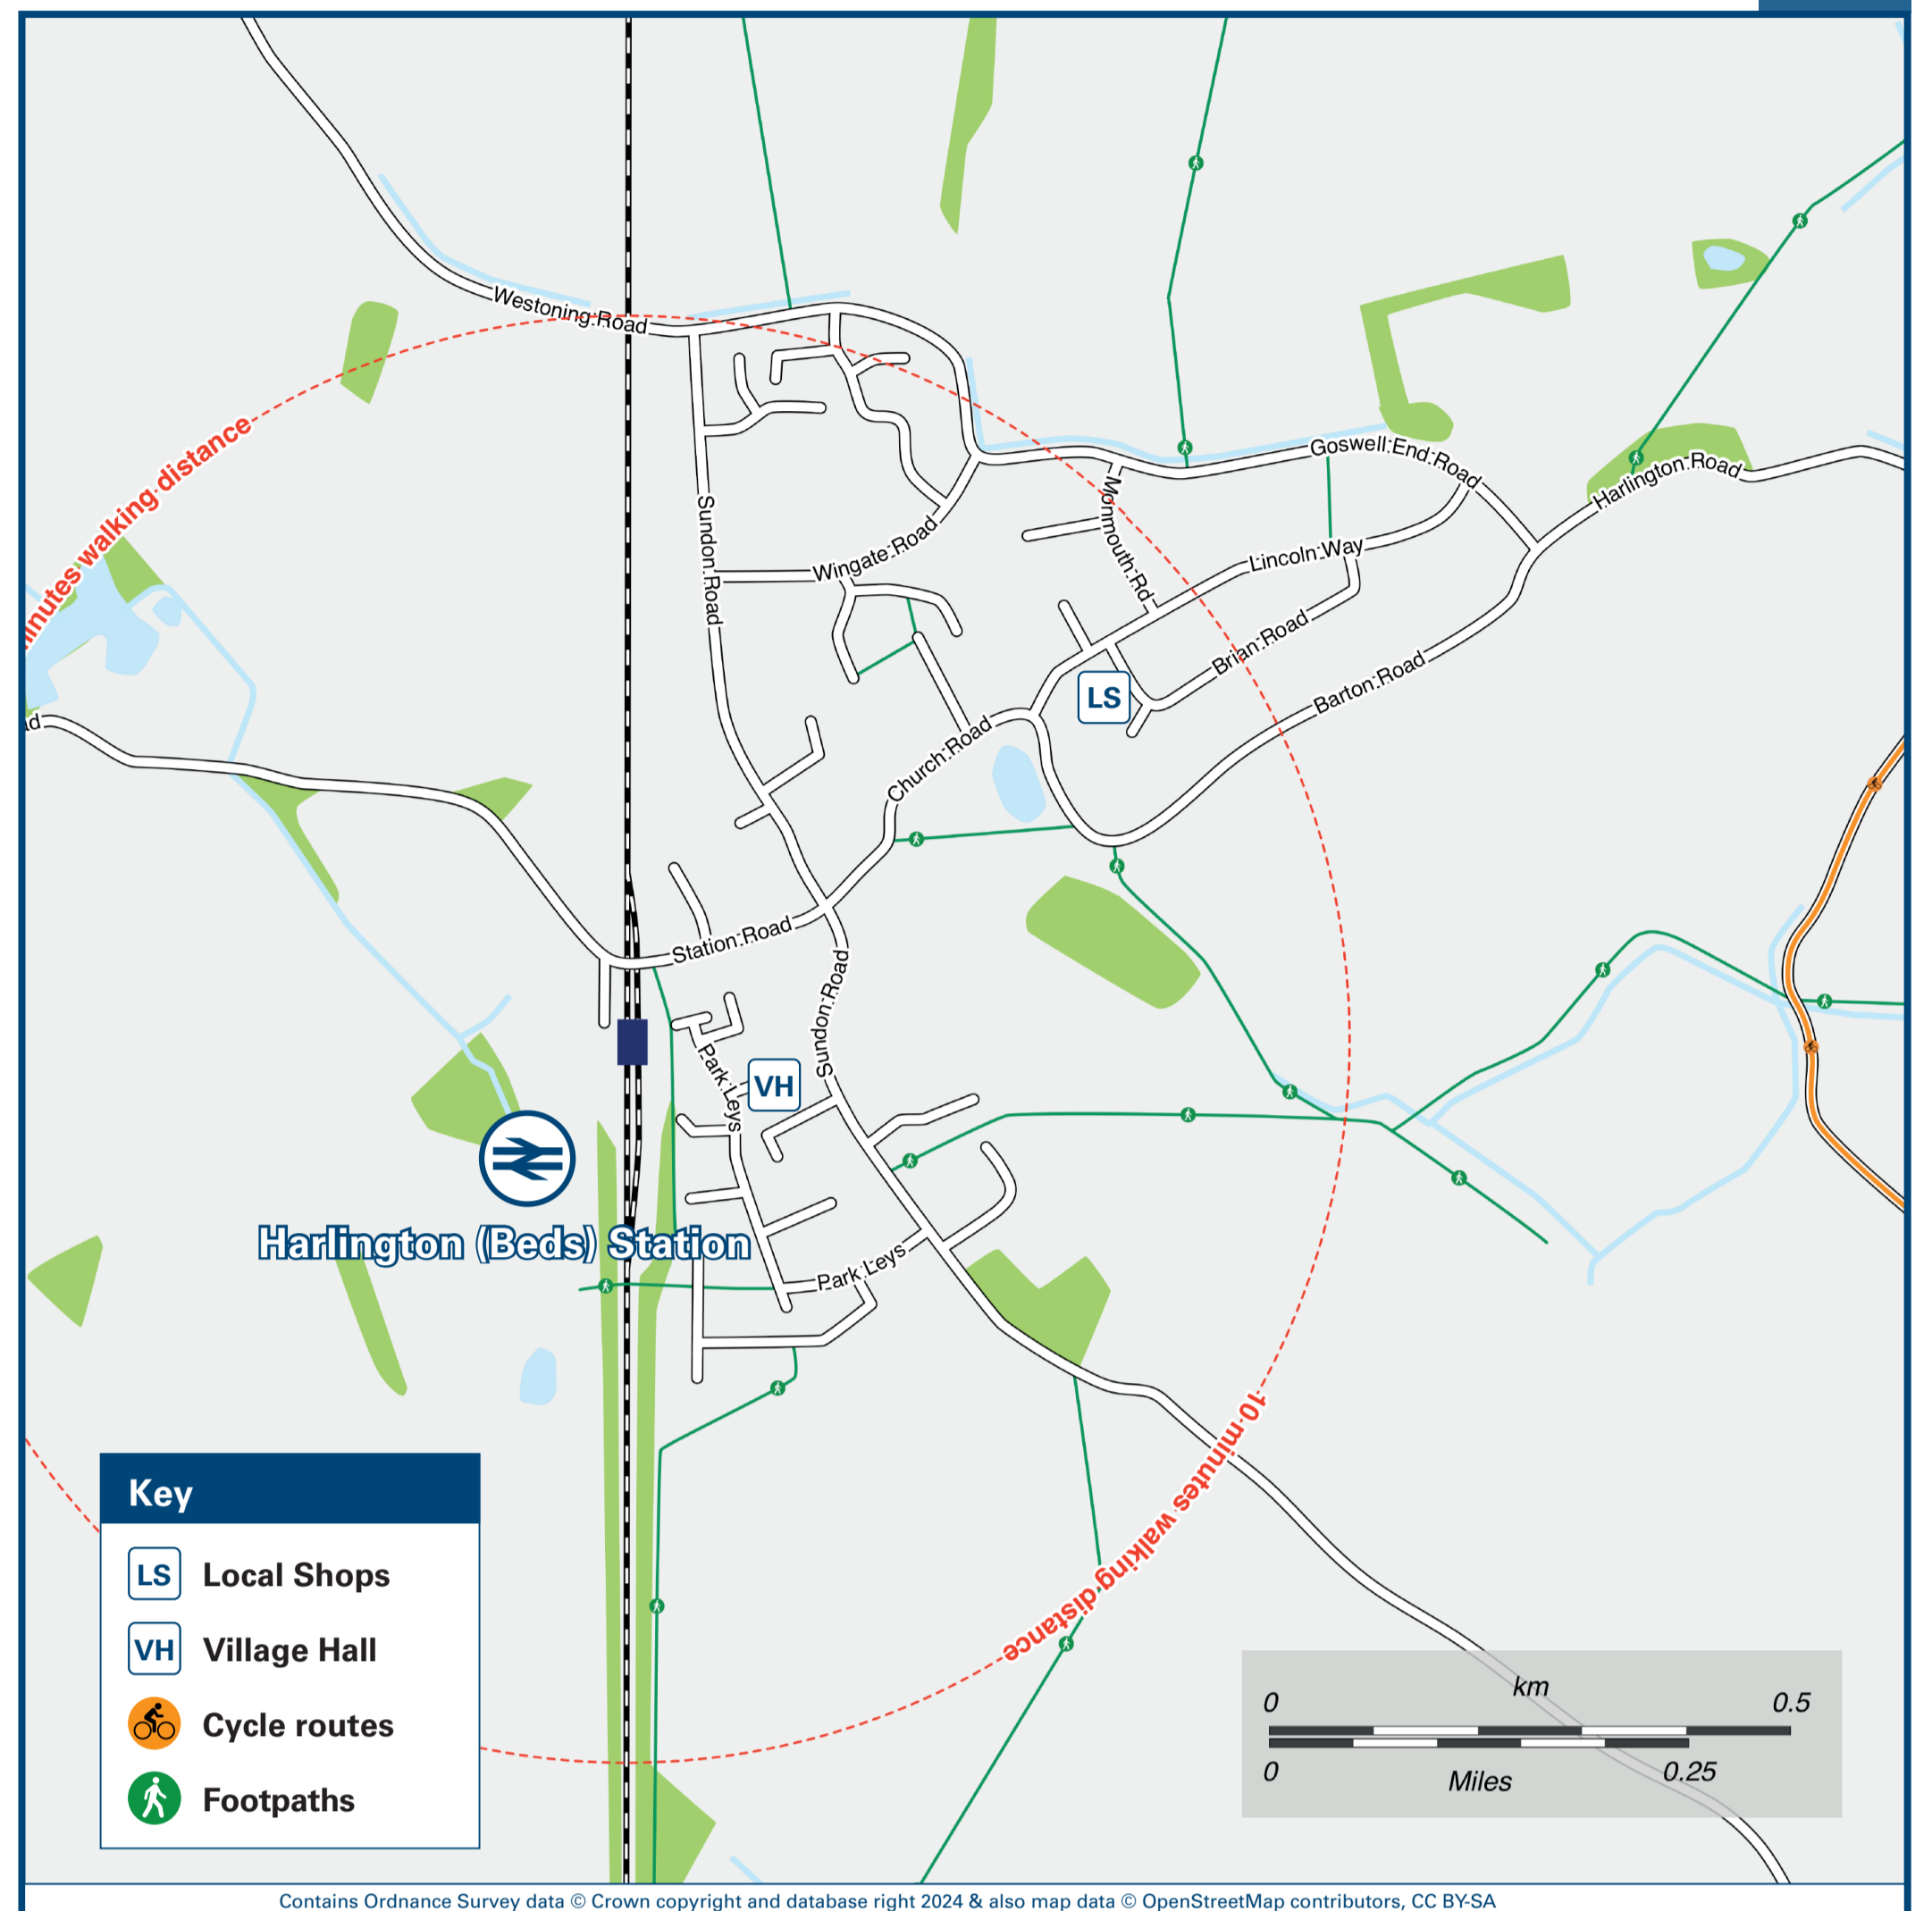 Westoning Road
minutes walking distance
Goswell End Road
Harlington Road
Monmouth Rd
Sundon Road
Wingate Road
Lincoln Way
Brian Road
LS
Barton Road
Church Road
Station Road
Sundon Road
Park Leys
VH
Harlington (Beds) Station
Park Leys
10 minutes walking distance
Key
LS Local Shops
VH Village Hall
Cycle routes
Footpaths
km
0 0.5
0 0.25
Miles
Contains Ordnance Survey data © Crown copyright and database right 2024 & also map data © OpenStreetMap contributors, CC BY-SA